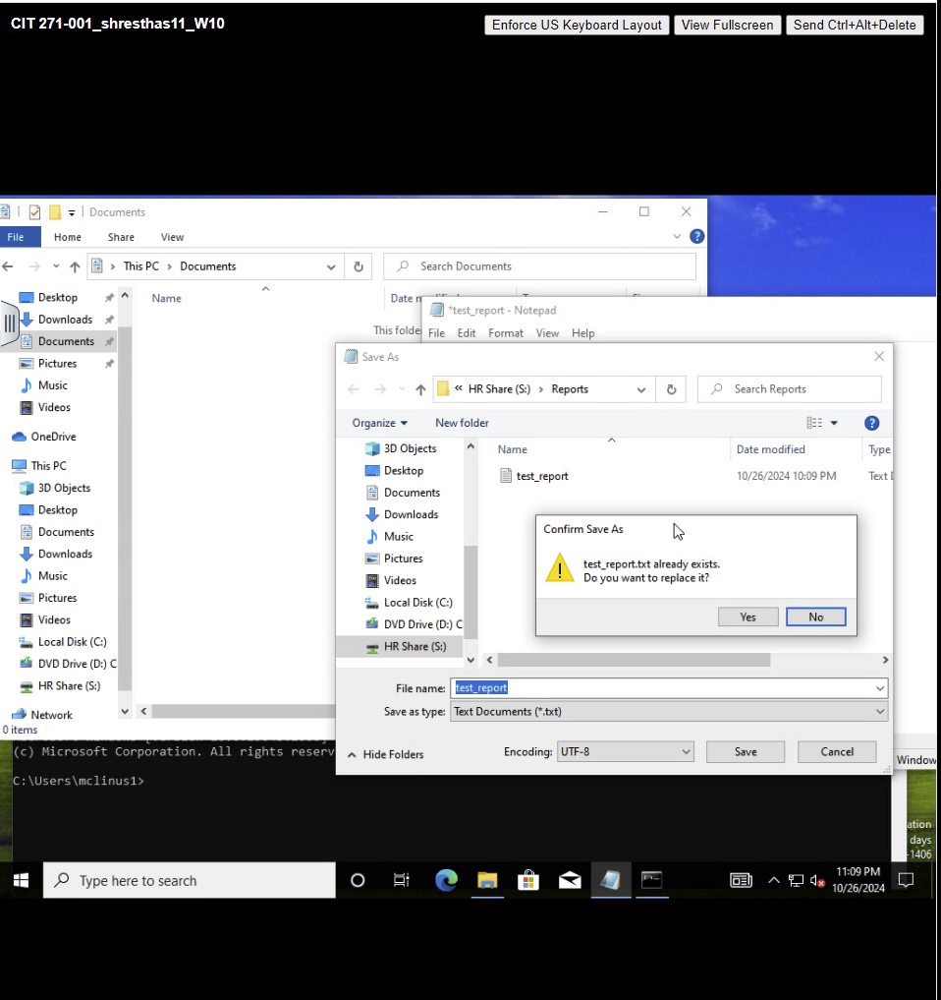 CIT 271-001_shresthas11_W10
Enforce US Keyboard Layout
View Fullscreen
Send Ctrl+Alt+Delete
Documents
File
Home
Share
View
This PC
Documents
Search Documents
Desktop
Downloads
Documents
Pictures
Music
Videos
OneDrive
This PC
3D Objects
Desktop
Documents
Downloads
Music
Pictures
Videos
Local Disk (C:)
DVD Drive (D:) C
HR Share (S:)
Network
0 items
Name
Date
This folde
*test_report - Notepad
File
Edit
Format
View
Help
Save As
« HR Share (S:)
Reports
Search Reports
Organize
New folder
3D Objects
Desktop
Documents
Downloads
Music
Pictures
Videos
Local Disk (C:)
DVD Drive (D:) C
HR Share (S:)
Name
Date modified
Type
test_report
10/26/2024 10:09 PM
Text D
Confirm Save As
test_report.txt already exists.
Do you want to replace it?
Yes
No
File name:
test_report
Save as type:
Text Documents (*.txt)
Hide Folders
Encoding:
UTF-8
Save
Cancel
Window
(c) Microsoft Corporation. All rights reserv
C:\Users\mclinus1>
ation
days
-1406
Type here to search
11:09 PM
10/26/2024